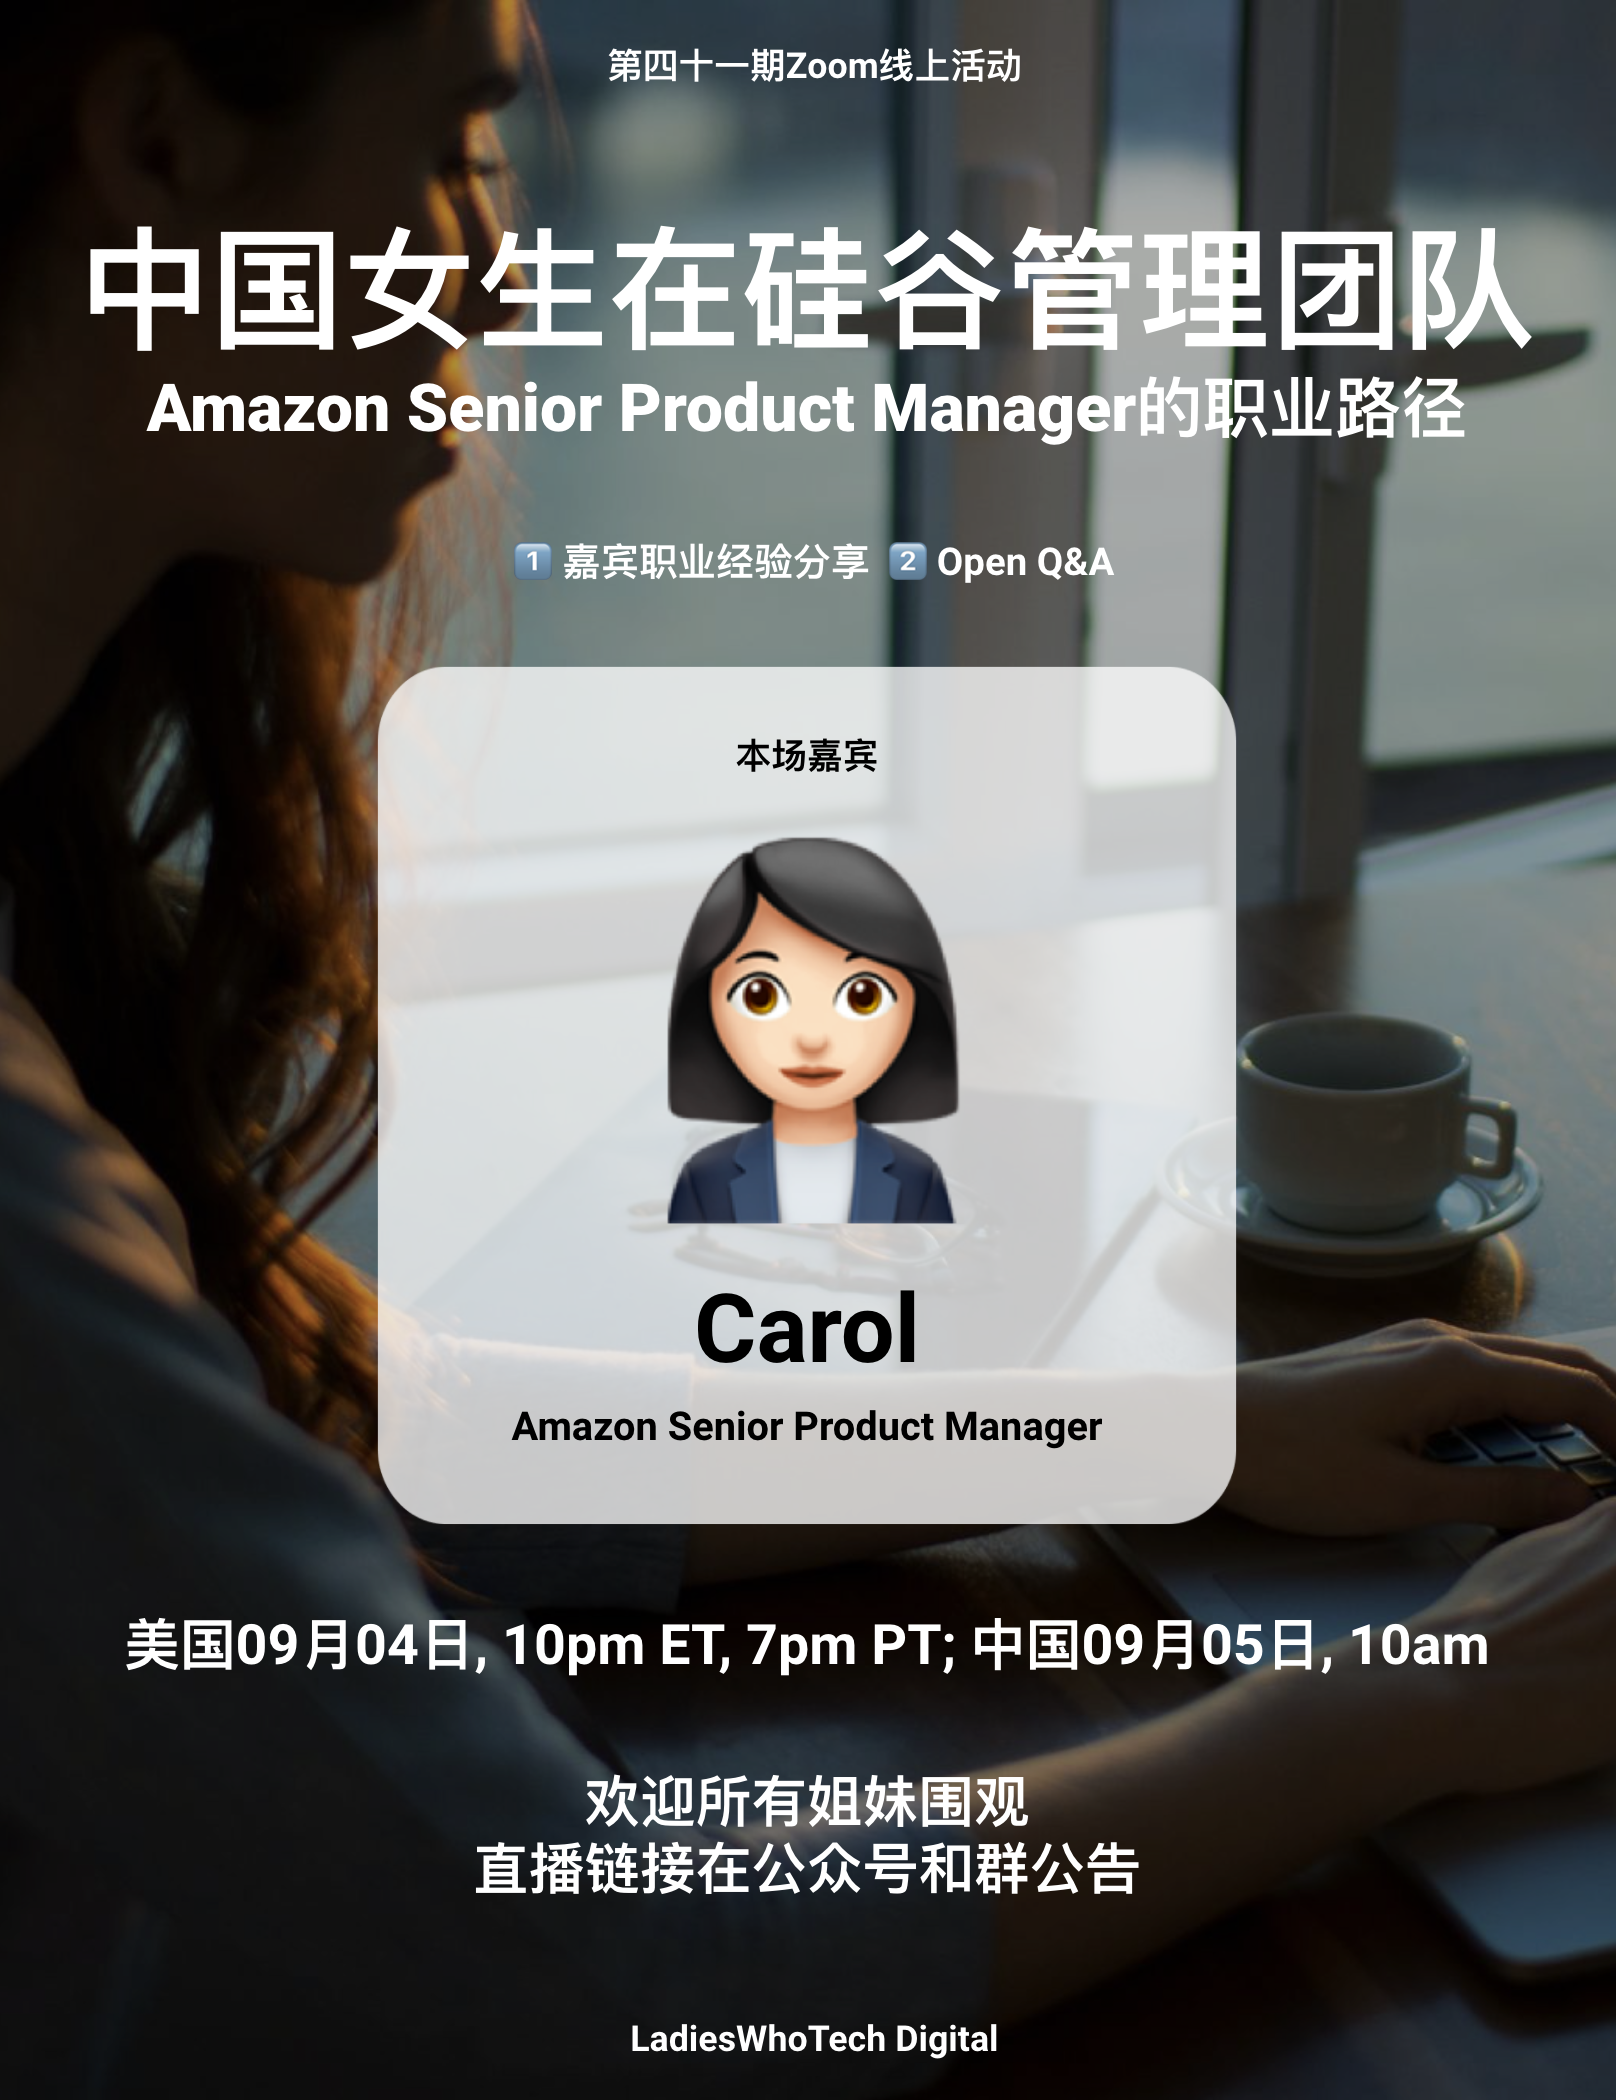 第四十一期Zoom线上活动
中国女生在硅谷管理团队
Amazon Senior Product Manager的职业路径
1 嘉宾职业经验分享 2 Open Q&A
本场嘉宾
Carol
Amazon Senior Product Manager
美国09月04日, 10pm ET, 7pm PT; 中国09月05日, 10am
欢迎所有姐妹围观
直播链接在公众号和群公告
LadiesWhoTech Digital